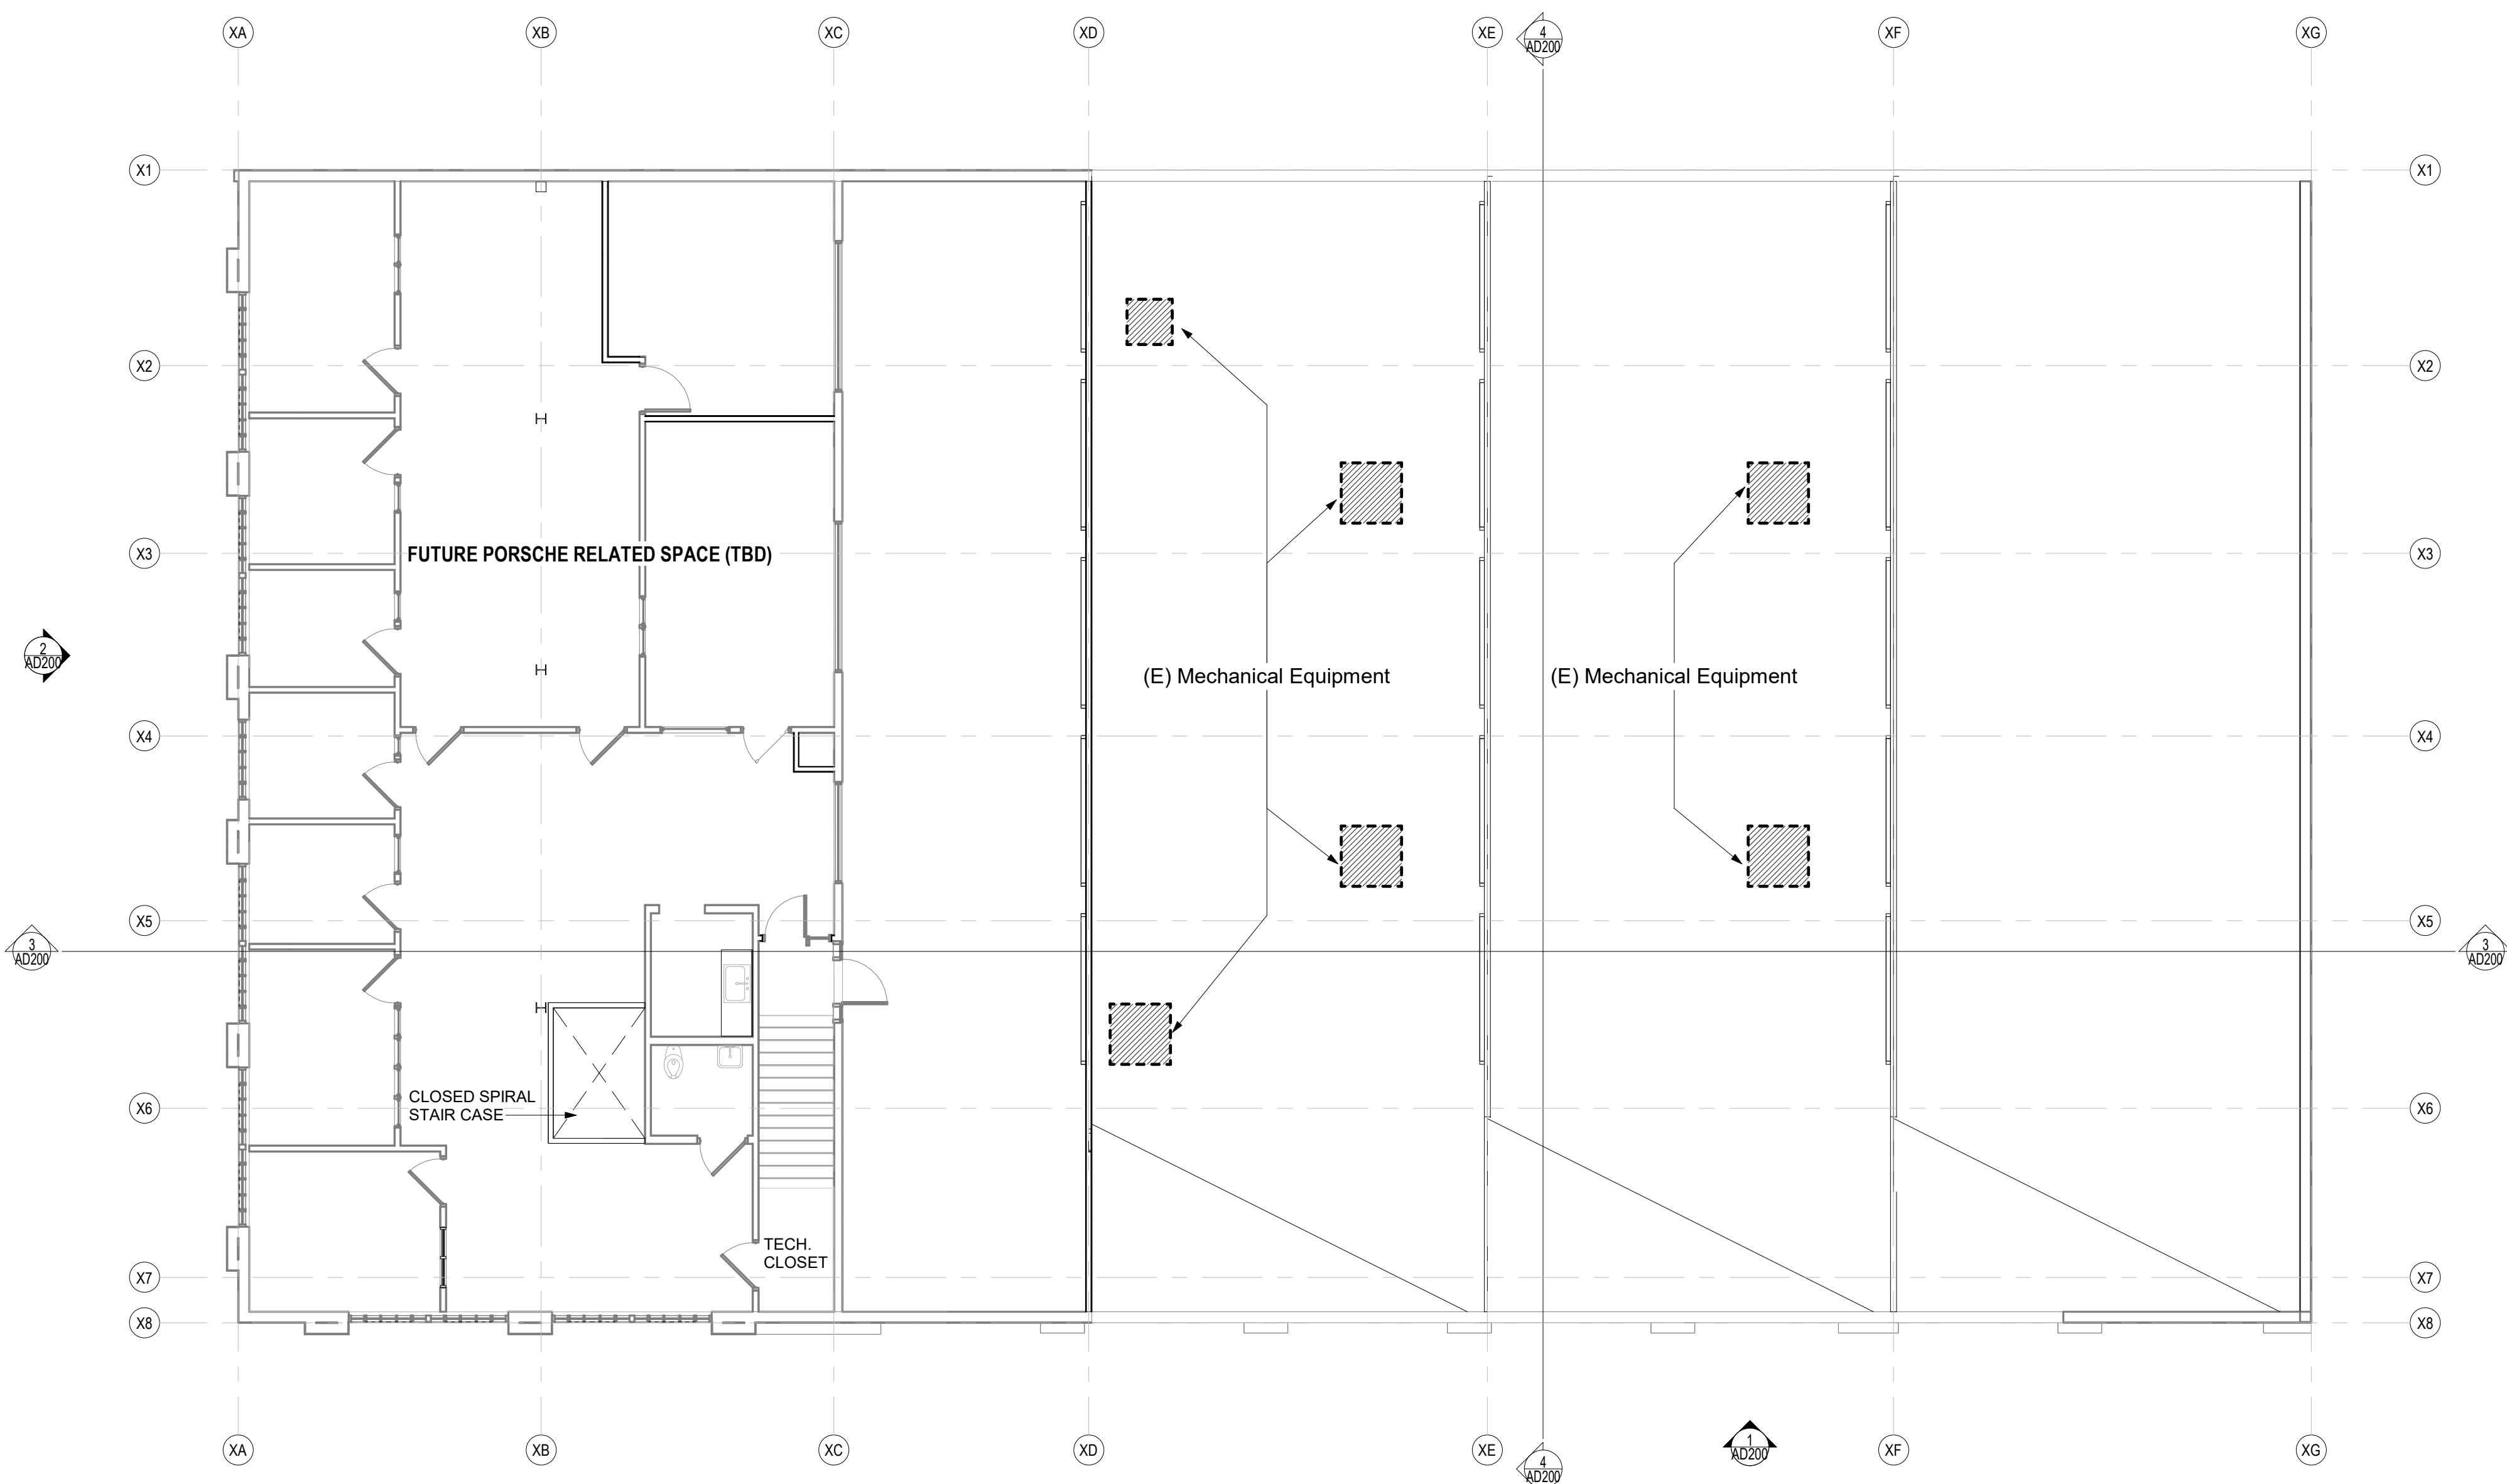 XA XB XC XD XE XF XG
4
AD200
X1 X1
X2 X2
X3 FUTURE PORSCHE RELATED SPACE (TBD) X3
2
AD200
(E) Mechanical Equipment (E) Mechanical Equipment
X4 X4
X5 X5
3 3
AD200 AD200
CLOSED SPIRAL
STAIR CASE
X6 X6
TECH.
CLOSET
X7 X7
X8 X8
XA XB XC XD XE XF XG
1
AD200
4
AD200